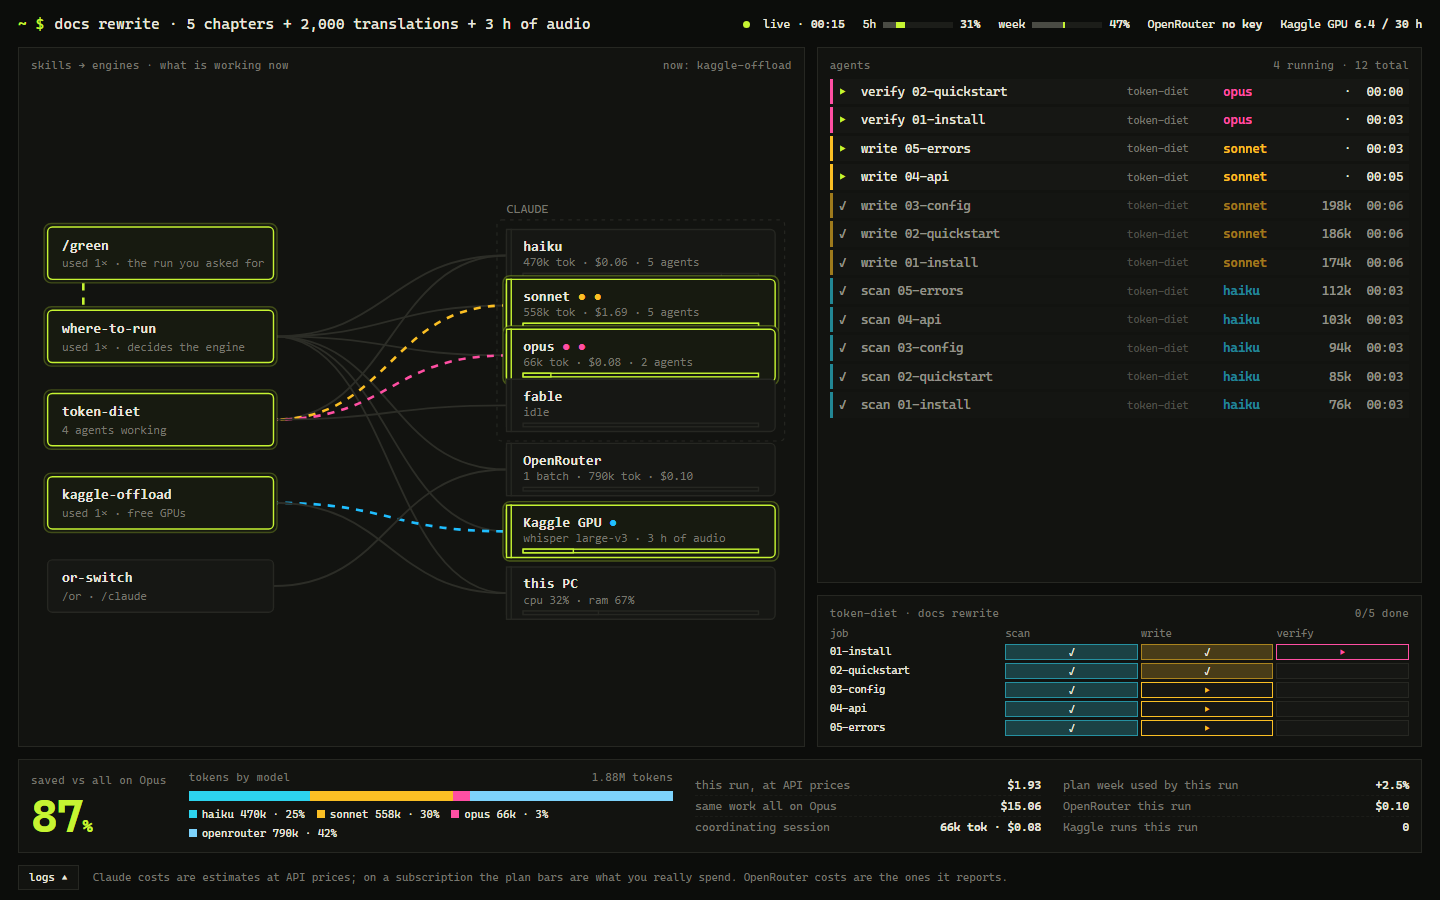 ~ $ docs rewrite · 5 chapters + 2,000 translations + 3 h of audio
● live · 00:15 5h 31% week 47% OpenRouter no key Kaggle GPU 6.4 / 30 h
skills → engines · what is working now
now: kaggle-offload
/green
used 1× · the run you asked for
where-to-run
used 1× · decides the engine
token-diet
4 agents working
kaggle-offload
used 1× · free GPUs
or-switch
/or · /claude
CLAUDE
haiku
470k tok · $0.06 · 5 agents
sonnet ● ●
558k tok · $1.69 · 5 agents
opus ● ●
66k tok · $0.08 · 2 agents
fable
idle
OpenRouter
1 batch · 790k tok · $0.10
Kaggle GPU ●
whisper large-v3 · 3 h of audio
this PC
cpu 32% · ram 67%
agents 4 running · 12 total
▶ verify 02-quickstart token-diet opus · 00:00
▶ verify 01-install token-diet opus · 00:03
▶ write 05-errors token-diet sonnet · 00:03
▶ write 04-api token-diet sonnet · 00:05
✓ write 03-config token-diet sonnet 198k 00:06
✓ write 02-quickstart token-diet sonnet 186k 00:06
✓ write 01-install token-diet sonnet 174k 00:06
✓ scan 05-errors token-diet haiku 112k 00:03
✓ scan 04-api token-diet haiku 103k 00:03
✓ scan 03-config token-diet haiku 94k 00:03
✓ scan 02-quickstart token-diet haiku 85k 00:03
✓ scan 01-install token-diet haiku 76k 00:03
token-diet · docs rewrite 0/5 done
job scan write verify
01-install ✓ ✓ ▶
02-quickstart ✓ ✓
03-config ✓ ▶
04-api ✓ ▶
05-errors ✓ ▶
saved vs all on Opus
87%
tokens by model 1.88M tokens
haiku 470k · 25% sonnet 558k · 30% opus 66k · 3%
openrouter 790k · 42%
this run, at API prices $1.93
same work all on Opus $15.06
coordinating session 66k tok · $0.08
plan week used by this run +2.5%
OpenRouter this run $0.10
Kaggle runs this run 0
logs ▲
Claude costs are estimates at API prices; on a subscription the plan bars are what you really spend. OpenRouter costs are the ones it reports.